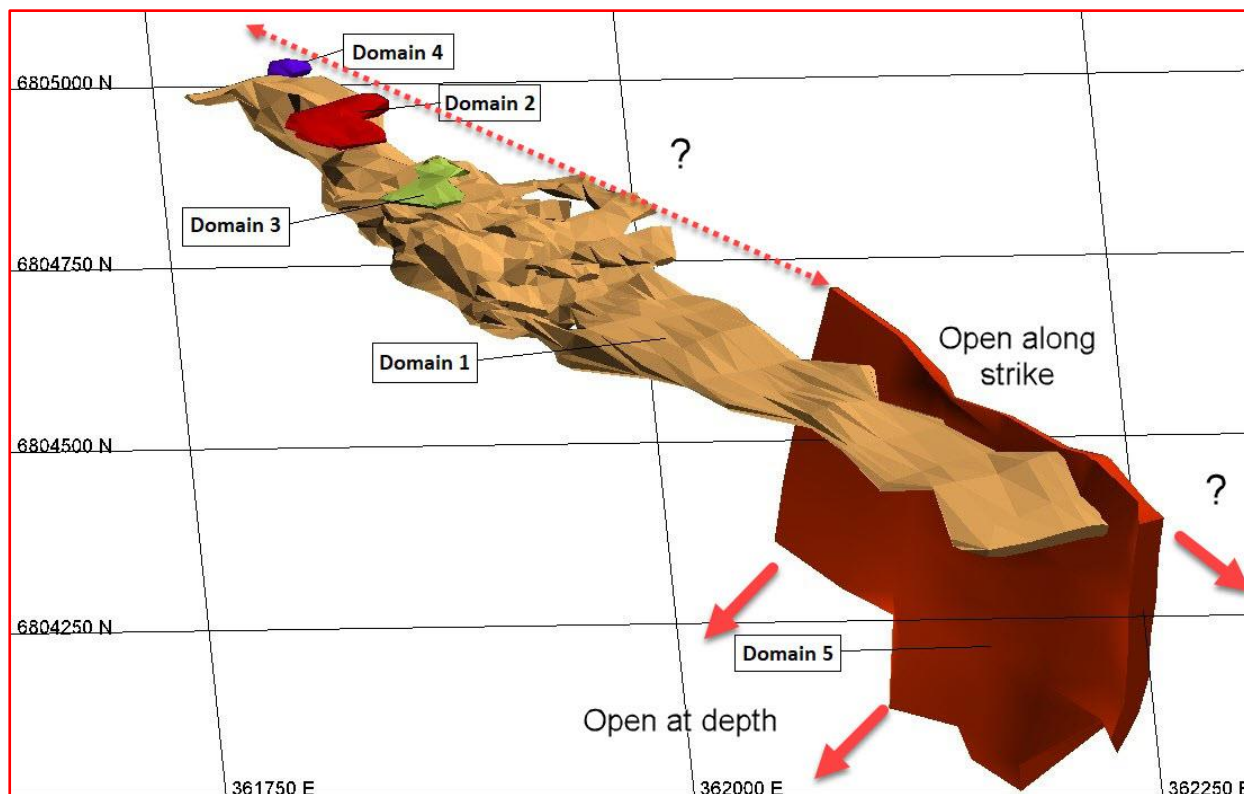 Domain 4
6805000 N
Domain 2
?
Domain 3
6804750 N
Open along
strike
Domain 1
6804500 N
?
6804250 N
Domain 5
Open at depth
361750 E
362000 E
362250 E